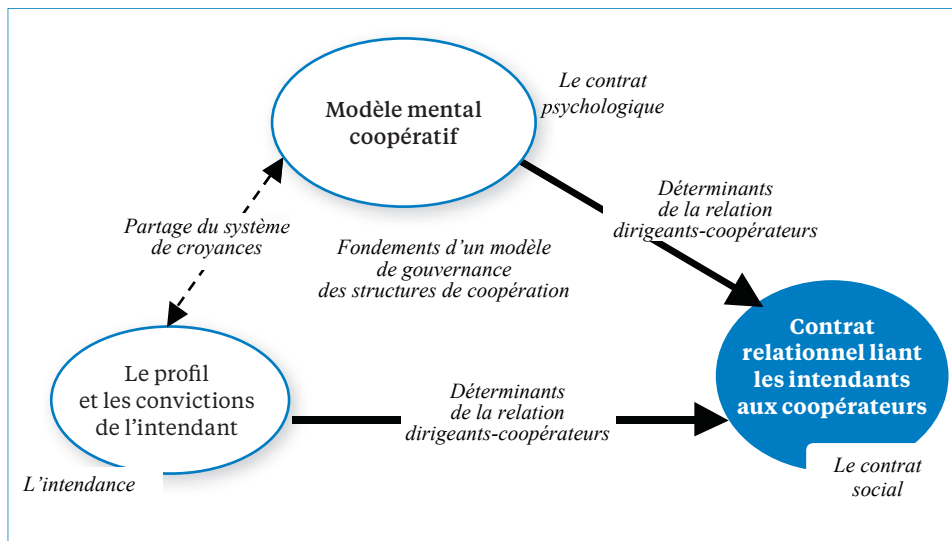 Modèle mental
coopératif
Le contrat
psychologique
Déterminants
de la relation
dirigeants-coopérateurs
Partage du système
de croyances
Fondements d’un modèle
de gouvernance
des structures de coopération
Contrat
relationnel liant
les intendants
aux coopérateurs
Le profil
et les convictions
de l’intendant
Déterminants
de la relation
dirigeants-coopérateurs
L’intendance
Le contrat
social